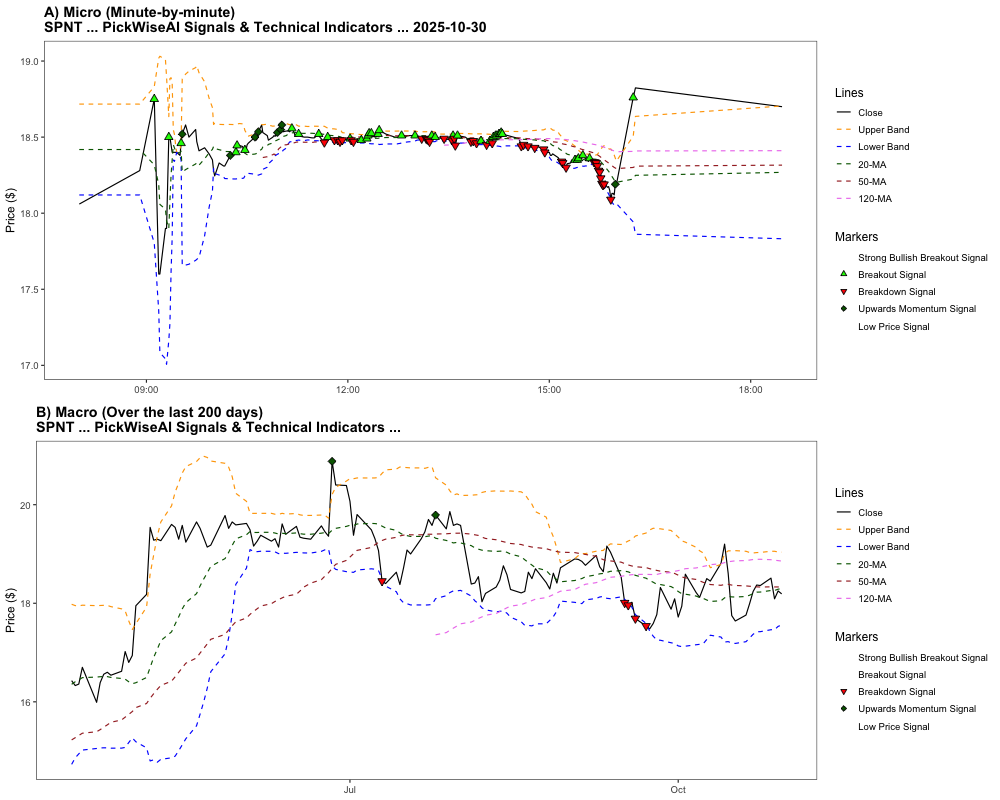 A) Micro (Minute-by-minute)
SPNT ... PickWiseAI Signals & Technical Indicators ... 2025-10-30
Price ($)
19.0
18.5
18.0
17.5
17.0
09:00
12:00
15:00
18:00
Lines
Close
Upper Band
Lower Band
20-MA
50-MA
120-MA
Markers
Strong Bullish Breakout Signal
Breakout Signal
Breakdown Signal
Upwards Momentum Signal
Low Price Signal
B) Macro (Over the last 200 days)
SPNT ... PickWiseAI Signals & Technical Indicators ...
Price ($)
20
18
16
Jul
Oct
Lines
Close
Upper Band
Lower Band
20-MA
50-MA
120-MA
Markers
Strong Bullish Breakout Signal
Breakout Signal
Breakdown Signal
Upwards Momentum Signal
Low Price Signal